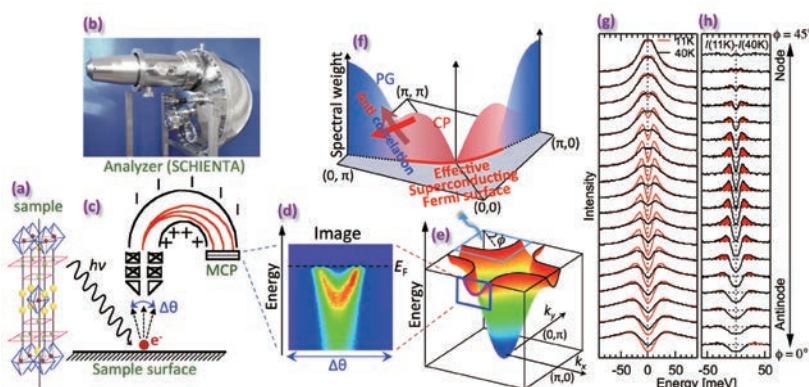 (b)
Analyzer (SCHIENTA)
(a)
sample
(c)
hν
MCP
Δθ
e-
Sample surface
(d)
Image
Energy
E_F
Δθ
(f)
Spectral weight
PG
(π, π)
CP
Anti correlation
(0, π)
(π,0)
Effective
Superconducting
Fermi surface
(0,0)
(e)
ϕ
Energy
k_y
(0,π)
k_x
(π,0)
(g)
11K
40K
Intensity
-50 0 50
(h)
I(11K)-I(40K)
ϕ = 45°
Node
Antinode
ϕ = 0°
-50 0 50
Energy [meV]